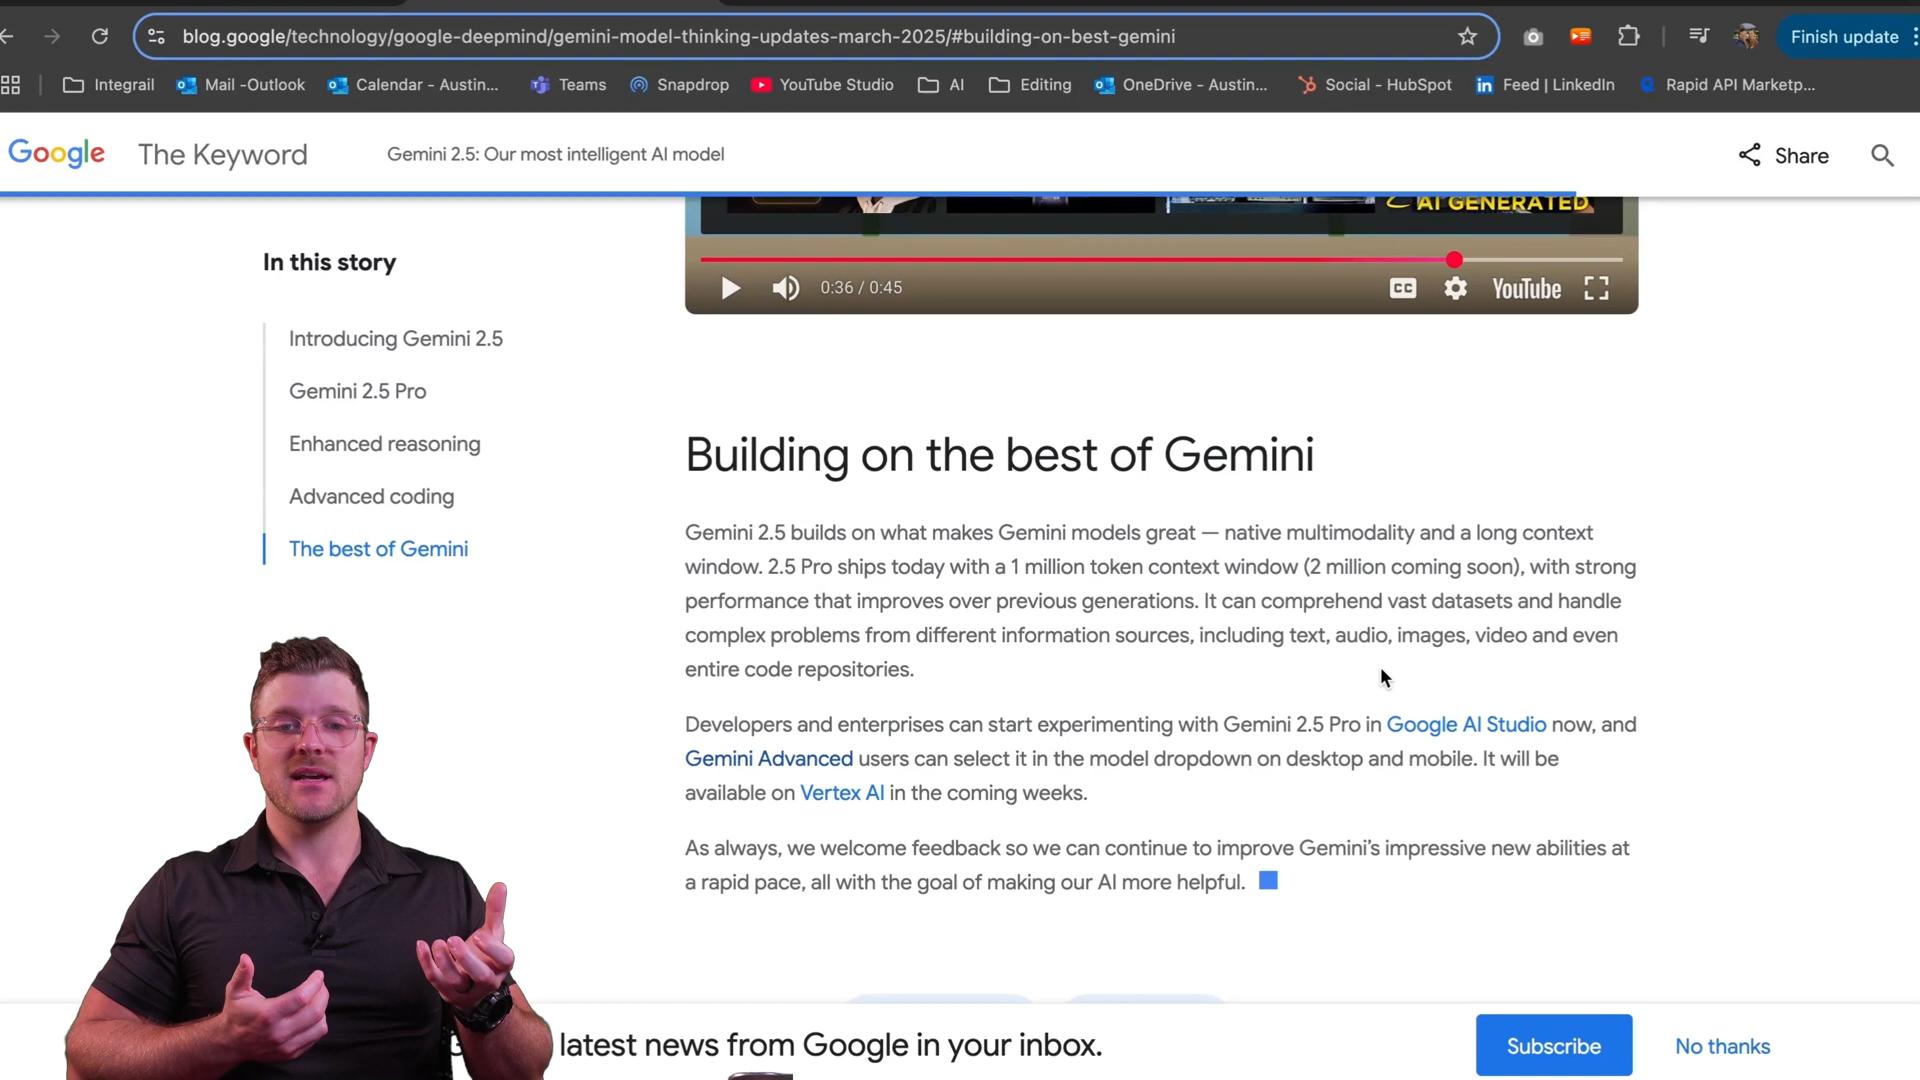 blog.google/technology/google-deepmind/gemini-model-thinking-updates-march-2025/#building-on-best-gemini
Finish update
Integrail
Mail -Outlook
Calendar - Austin...
Teams
Snapdrop
YouTube Studio
AI
Editing
OneDrive - Austin...
Social - HubSpot
Feed | LinkedIn
Rapid API Marketp...
Google
The Keyword
Gemini 2.5: Our most intelligent AI model
Share
AI GENERATED
0:36 / 0:45
CC
YouTube
In this story
Introducing Gemini 2.5
Gemini 2.5 Pro
Enhanced reasoning
Advanced coding
The best of Gemini
Building on the best of Gemini
Gemini 2.5 builds on what makes Gemini models great — native multimodality and a long context
window. 2.5 Pro ships today with a 1 million token context window (2 million coming soon), with strong
performance that improves over previous generations. It can comprehend vast datasets and handle
complex problems from different information sources, including text, audio, images, video and even
entire code repositories.
Developers and enterprises can start experimenting with Gemini 2.5 Pro in Google AI Studio now, and
Gemini Advanced users can select it in the model dropdown on desktop and mobile. It will be
available on Vertex AI in the coming weeks.
As always, we welcome feedback so we can continue to improve Gemini's impressive new abilities at
a rapid pace, all with the goal of making our AI more helpful.
latest news from Google in your inbox.
Subscribe
No thanks